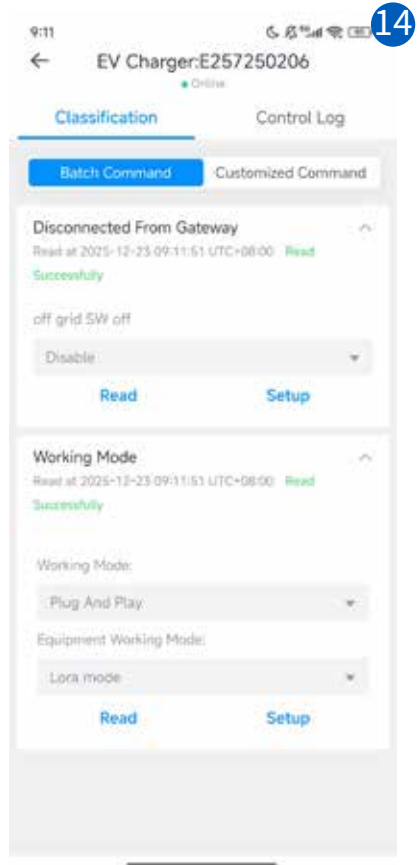 14
9:11
EV Charger:E257250206
Online
Classification Control Log
Batch Command Customized Command
Disconnected From Gateway
Read at 2025-12-23 09:11:51 UTC+08:00 Read
Successfully
off grid SW off
Disable
Read Setup
Working Mode
Read at 2025-12-23 09:11:51 UTC+08:00 Read
Successfully
Working Mode:
Plug And Play
Equipment Working Mode:
Lora mode
Read Setup